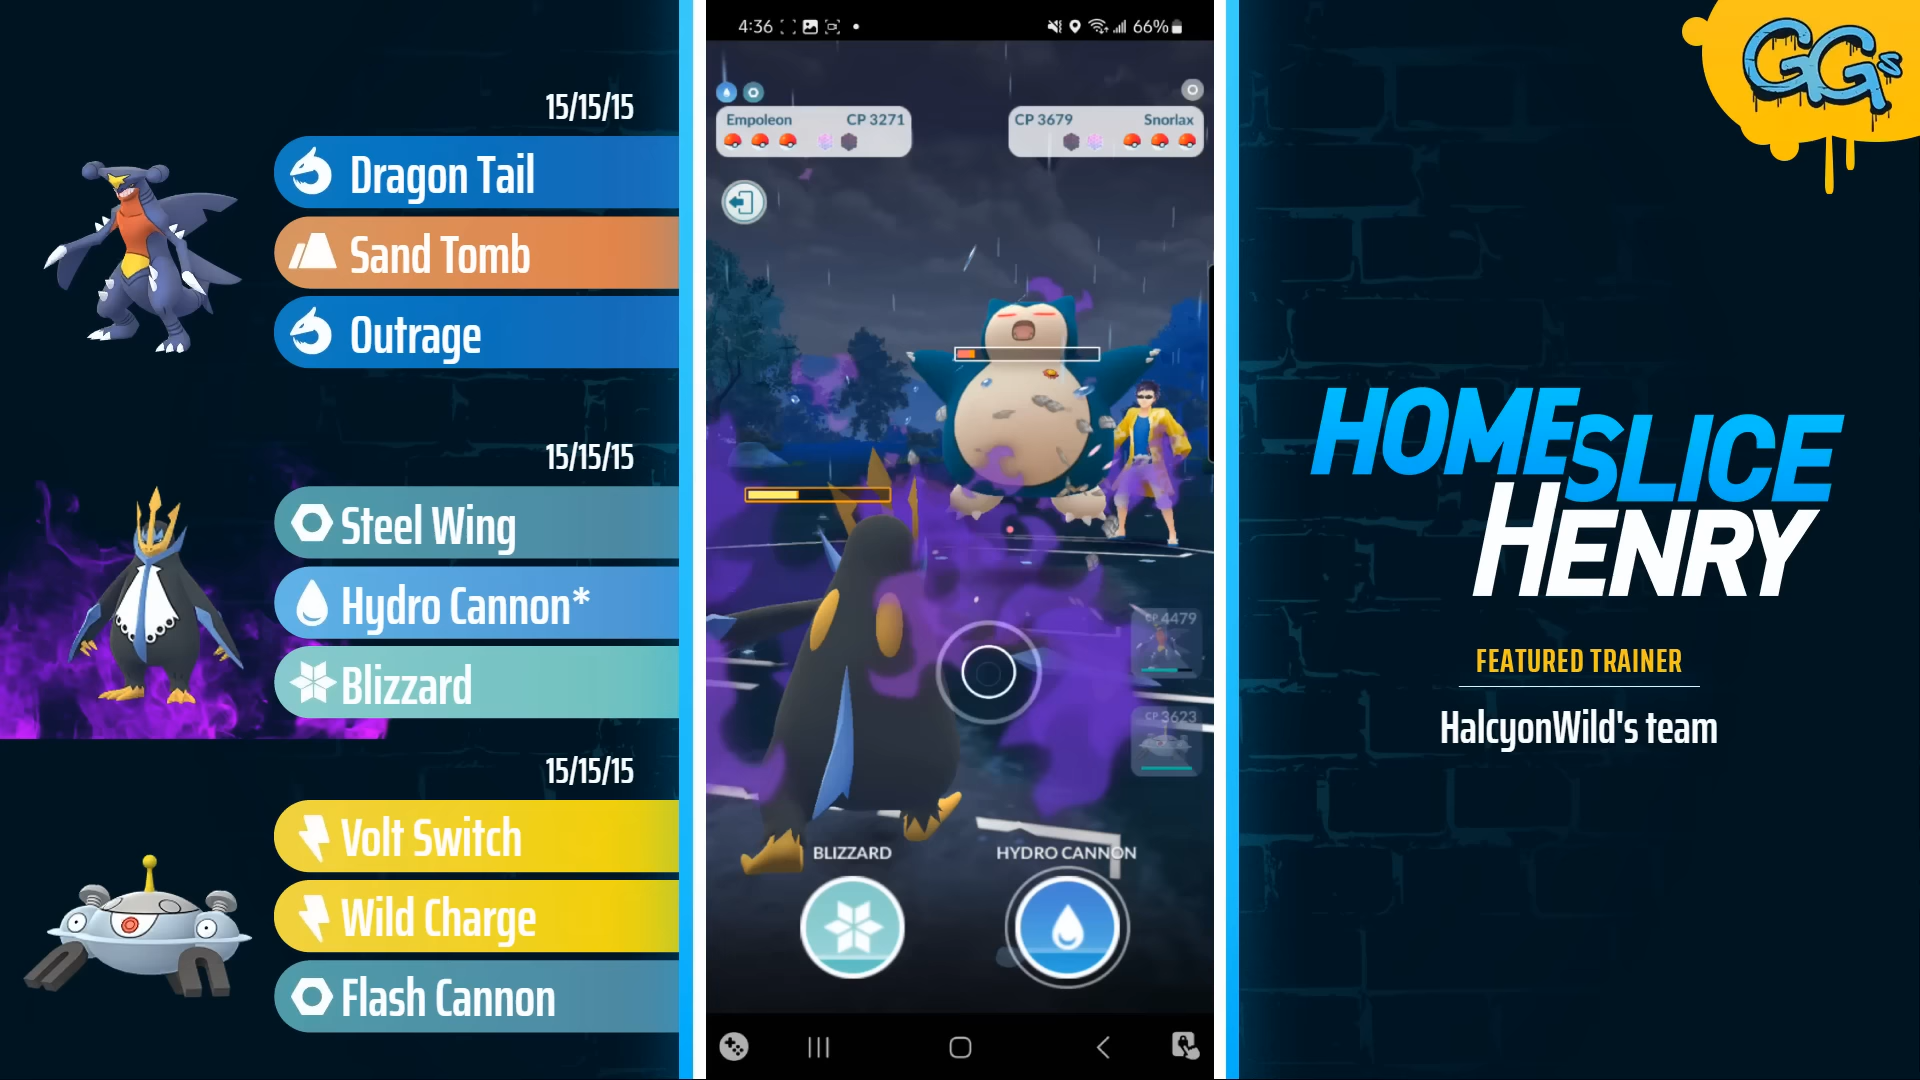 15/15/15
Dragon Tail
Sand Tomb
Outrage
15/15/15
Steel Wing
Hydro Cannon*
Blizzard
15/15/15
Volt Switch
Wild Charge
Flash Cannon
4:36
66%
Empoleon CP 3271
CP 3679 Snorlax
CP 4479
CP 3623
BLIZZARD
HYDRO CANNON
GGs
HOMESLICE
HENRY
FEATURED TRAINER
HalcyonWild's team